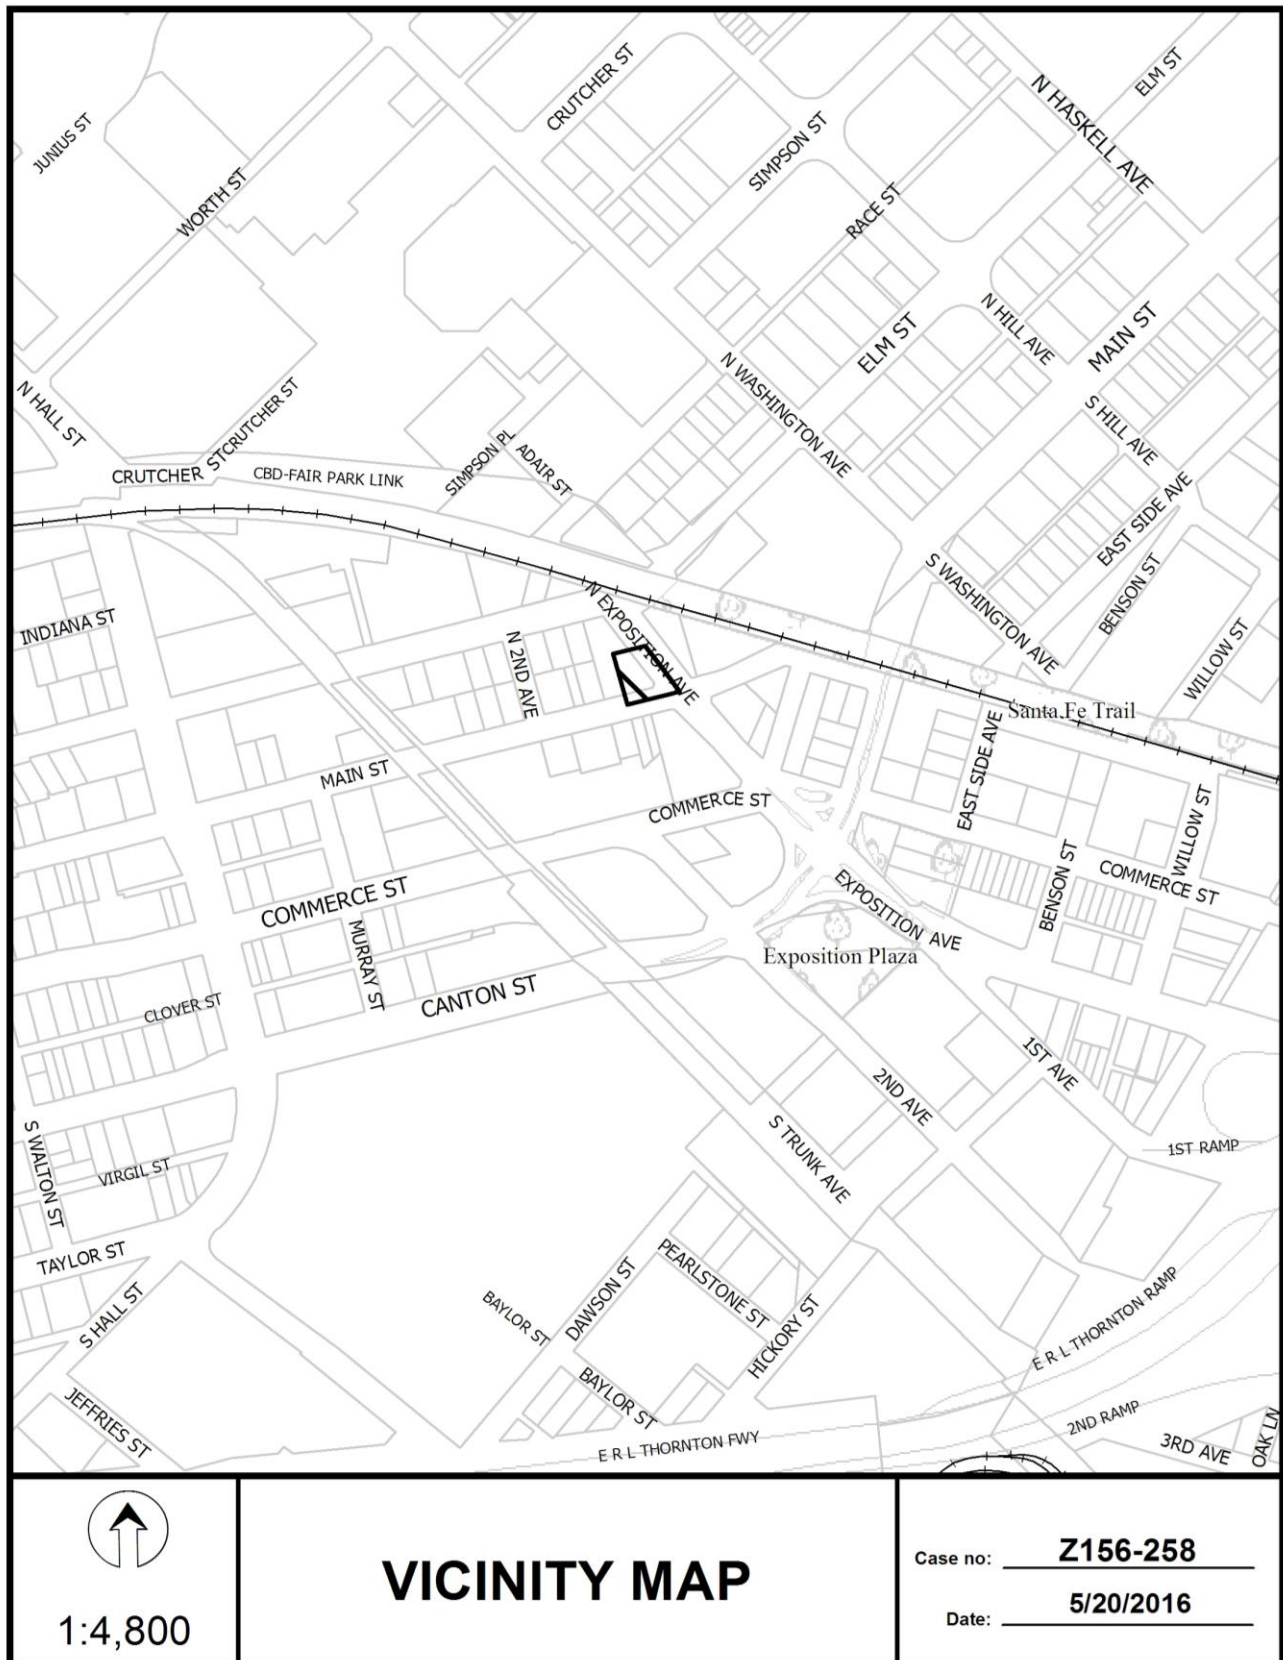 CRUTCHER ST
ELM ST
N HASKELL AVE
JUNIUS ST
SIMPSON ST
WORTH ST
RACE ST
N HILL AVE
MAIN ST
ELM ST
N WASHINGTON AVE
N HALL ST
CRUTCHER ST
S HILL AVE
SIMPSON PL
ADAIR ST
CRUTCHER ST
CBD-FAIR PARK LINK
EAST SIDE AVE
S WASHINGTON AVE
BENSON ST
INDIANA ST
N EXPOSITION AVE
N 2ND AVE
WILLOW ST
Santa Fe Trail
EAST SIDE AVE
MAIN ST
COMMERCE ST
WILLOW ST
COMMERCE ST
BENSON ST
COMMERCE ST
EXPOSITION AVE
MURRAY ST
Exposition Plaza
CANTON ST
CLOVER ST
1ST AVE
2ND AVE
S WALTON ST
S TRUNK AVE
1ST RAMP
VIRGIL ST
TAYLOR ST
PEARLSTONE ST
DAWSON ST
S HALL ST
BAYLOR ST
HICKORY ST
E R L THORNTON RAMP
BAYLOR ST
JEFFRIES ST
E R L THORNTON FWY
2ND RAMP
3RD AVE
OAK LN
1:4,800
VICINITY MAP
Case no: Z156-258
Date: 5/20/2016